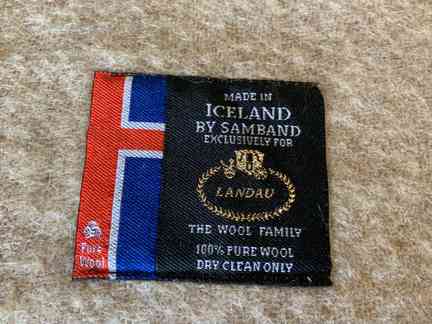 MADE IN
ICELAND
BY SAMBAND
EXCLUSIVELY FOR
LANDAU
THE WOOL FAMILY
100% PURE WOOL
DRY CLEAN ONLY
Pure
Wool